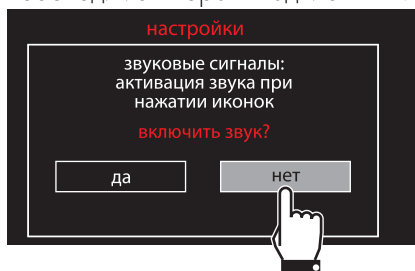 настройки
звуковые сигналы:
активация звука при
нажатии иконок
включить звук?
да нет